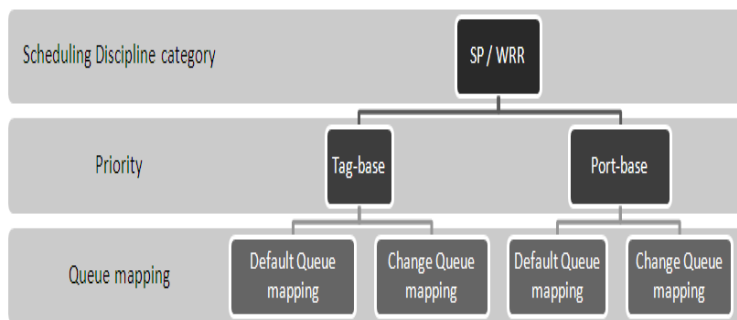 Scheduling Discipline category
SP / WRR
Priority
Tag-base
Port-base
Queue mapping
Default Queue
mapping
Change Queue
mapping
Default Queue
mapping
Change Queue
mapping